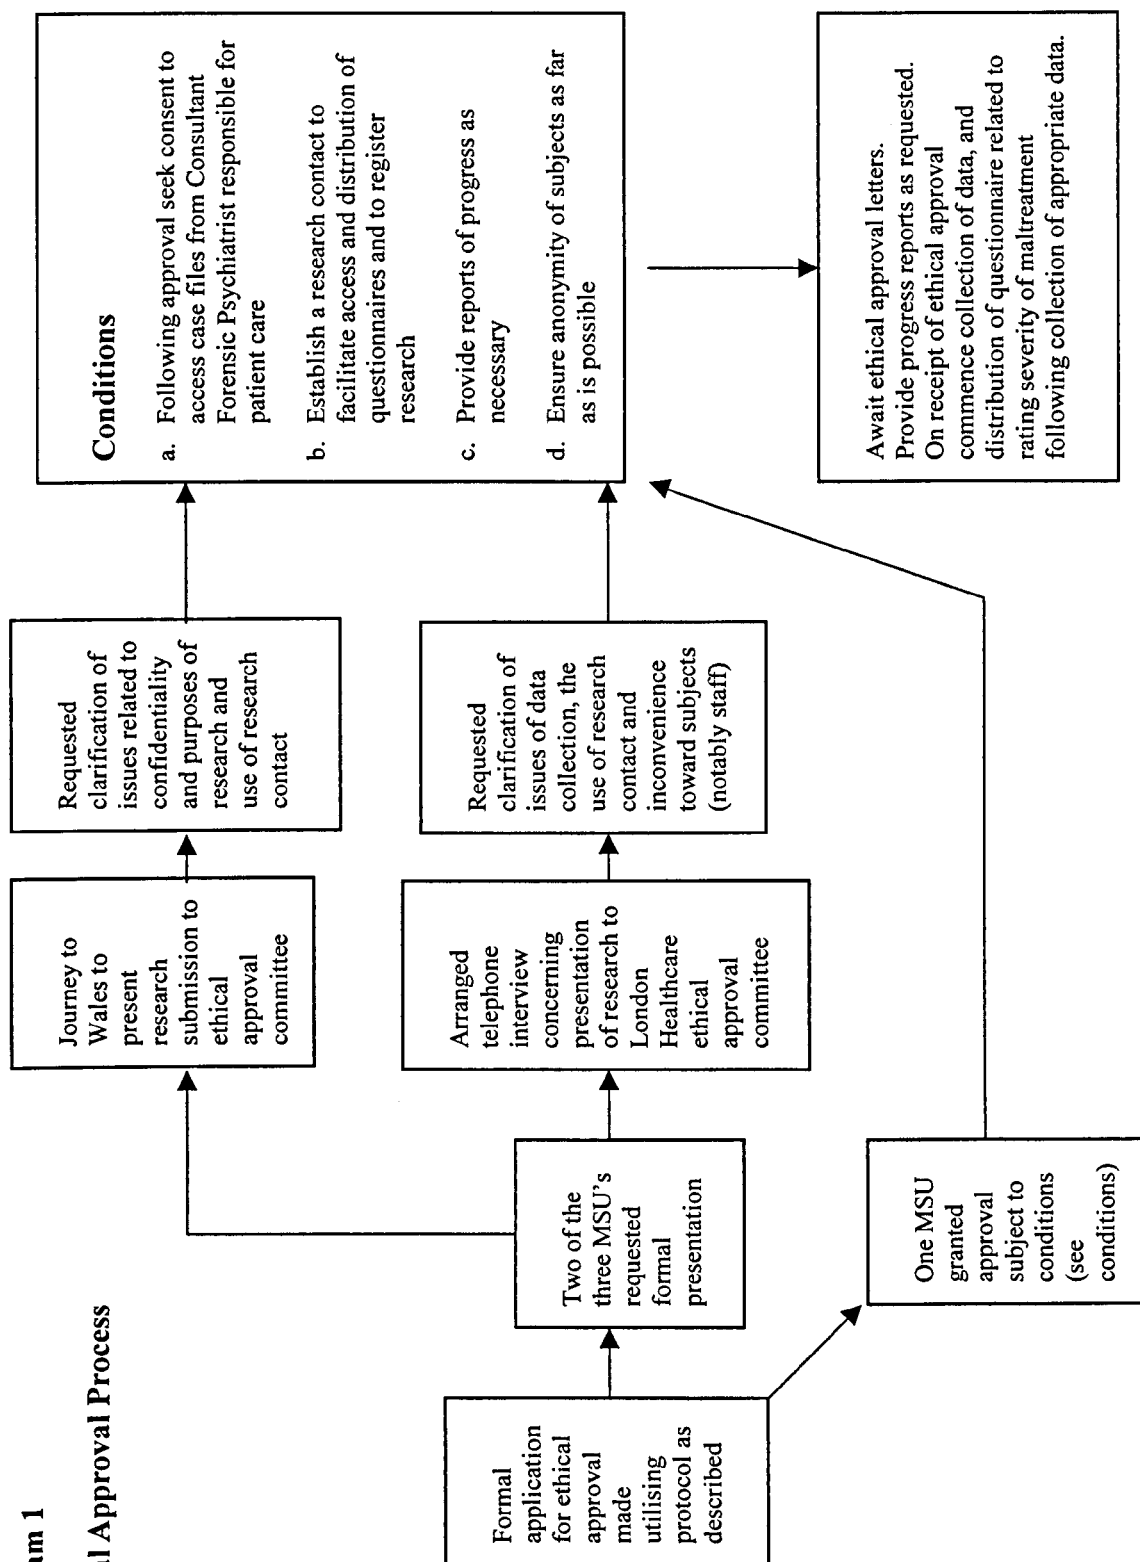 am 1
al Approval Process
Formal
application
for ethical
approval
made
utilising
protocol as
described
Two of the
three MSU's
requested
formal
presentation
One MSU
granted
approval
subject to
conditions
(see
conditions)
Journey to
Wales to
present
research
submission to
ethical
approval
committee
Arranged
telephone
interview
concerning
presentation
of research to
London
Healthcare
ethical
approval
committee
Requested
clarification of
issues related to
confidentiality
and purposes of
research and
use of research
contact
Requested
clarification of
issues of data
collection, the
use of research
contact and
inconvenience
toward subjects
(notably staff)
Conditions
a. Following approval seek consent to
access case files from Consultant
Forensic Psychiatrist responsible for
patient care
b. Establish a research contact to
facilitate access and distribution of
questionnaires and to register
research
c. Provide reports of progress as
necessary
d. Ensure anonymity of subjects as far
as is possible
Await ethical approval letters.
Provide progress reports as requested.
On receipt of ethical approval
commence collection of data, and
distribution of questionnaire related to
rating severity of maltreatment
following collection of appropriate data.